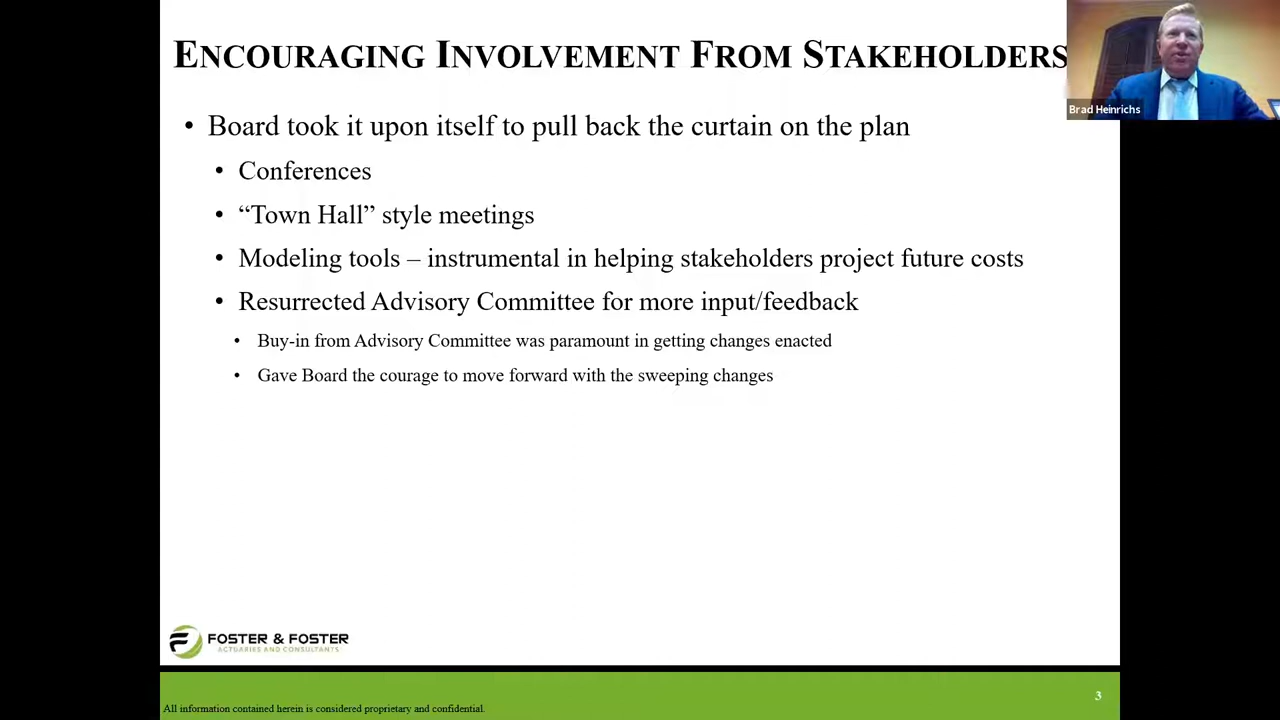 ENCOURAGING INVOLVEMENT FROM STAKEHOLDERS
Brad Heinrichs
• Board took it upon itself to pull back the curtain on the plan
• Conferences
• “Town Hall” style meetings
• Modeling tools – instrumental in helping stakeholders project future costs
• Resurrected Advisory Committee for more input/feedback
• Buy-in from Advisory Committee was paramount in getting changes enacted
• Gave Board the courage to move forward with the sweeping changes
FOSTER & FOSTER
ACTUARIES AND CONSULTANTS
3
All information contained herein is considered proprietary and confidential.